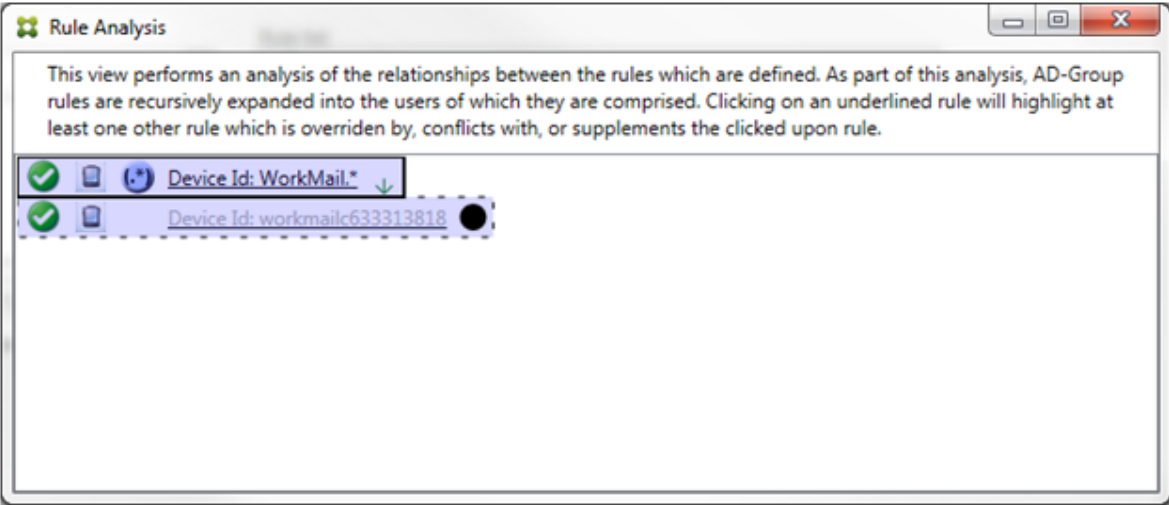 Rule Analysis
This view performs an analysis of the relationships between the rules which are defined. As part of this analysis, AD-Group
rules are recursively expanded into the users of which they are comprised. Clicking on an underlined rule will highlight at
least one other rule which is overriden by, conflicts with, or supplements the clicked upon rule.
(.*) Device Id: WorkMail.*
Device Id: workmailc633313818